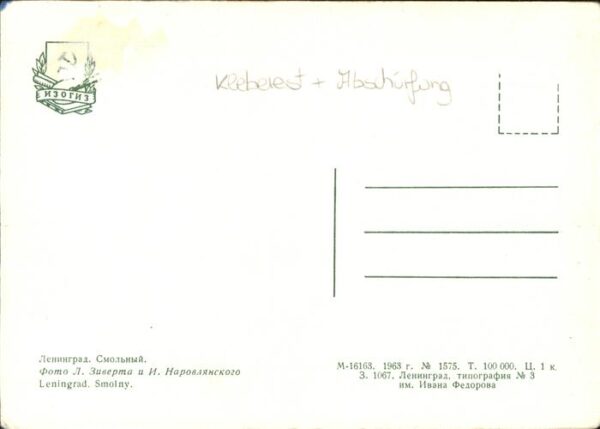 ИЗОГИЗ
Kleberest + Abschürfung
Ленинград. Смольный.
Фото Л. Зиверта и И. Наровлянского
Leningrad. Smolny.
М-16163. 1963 г. № 1575. Т. 100 000. Ц. 1 к.
З. 1067. Ленинград, типография № 3
им. Ивана Федорова